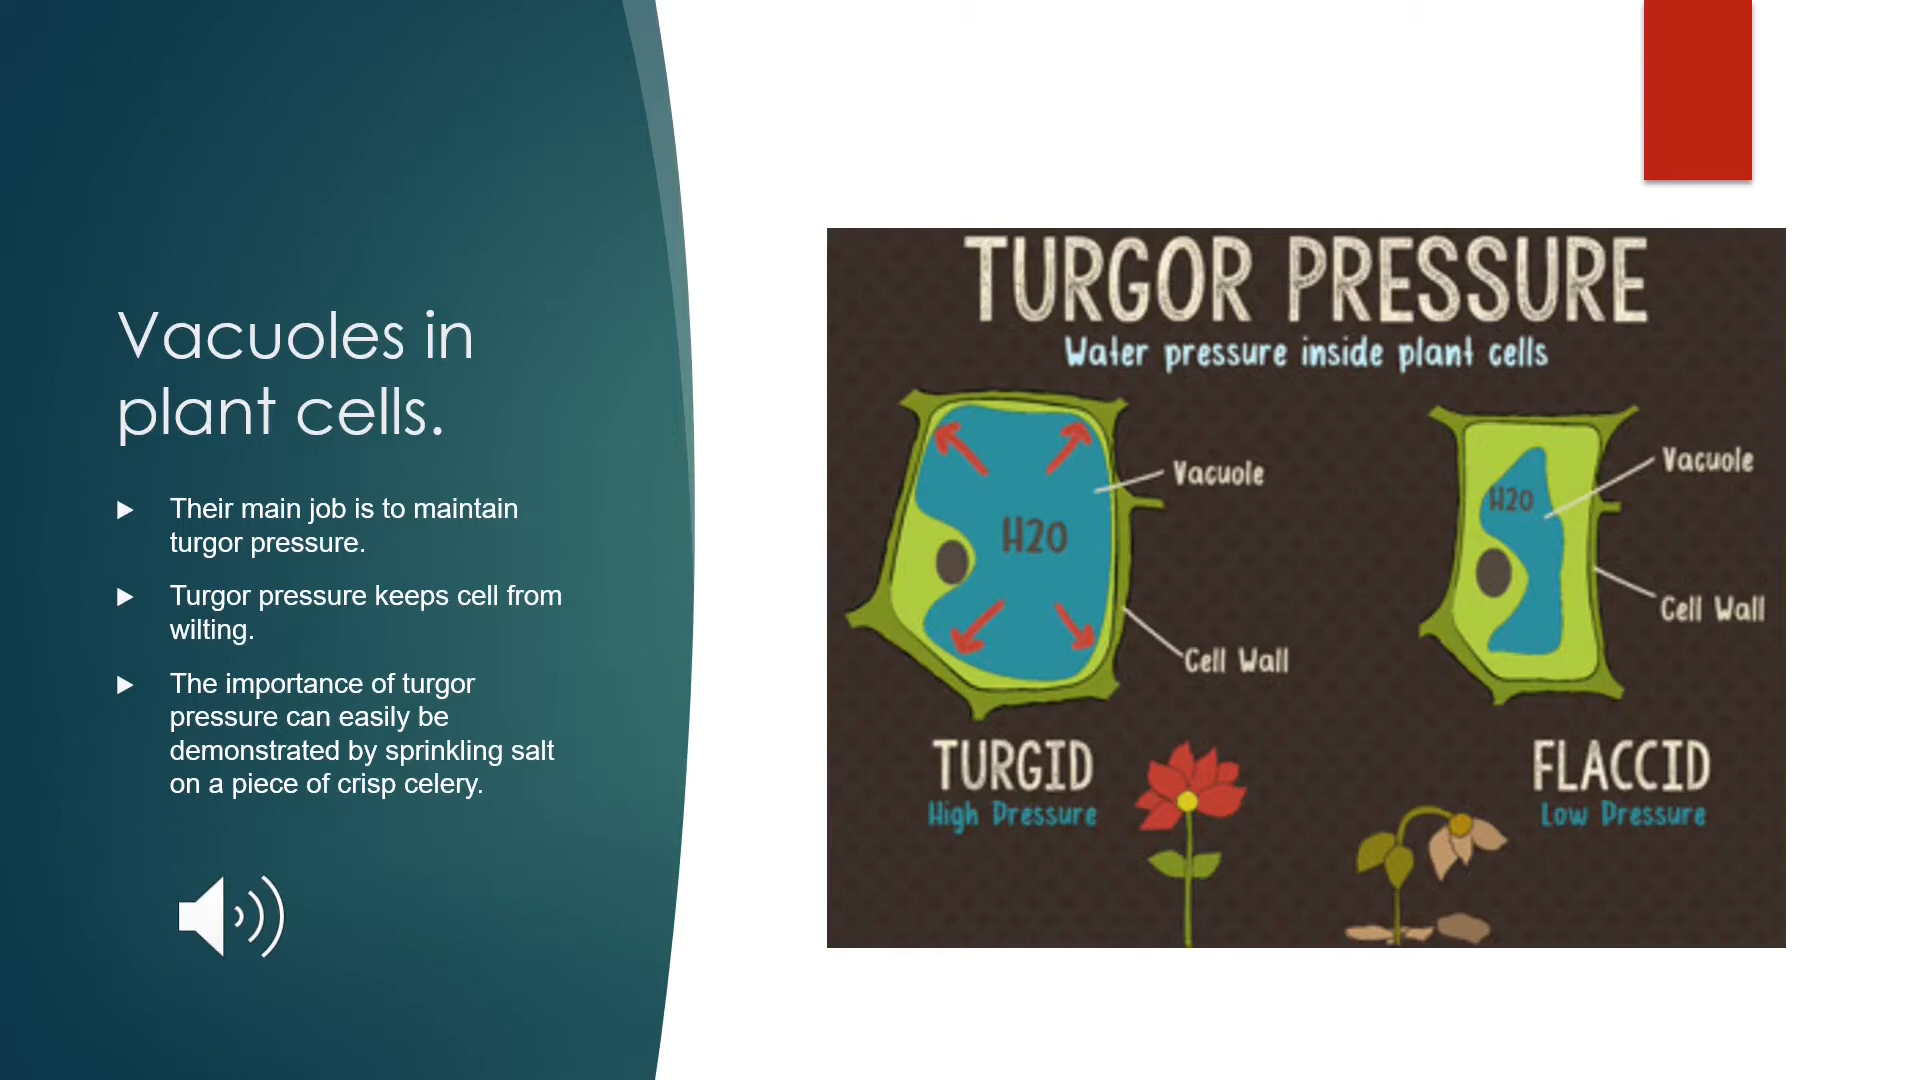 Vacuoles in
plant cells.
Their main job is to maintain
turgor pressure.
Turgor pressure keeps cell from
wilting.
The importance of turgor
pressure can easily be
demonstrated by sprinkling salt
on a piece of crisp celery.
TURGOR PRESSURE
Water pressure inside plant cells
Vacuole
H2O
Cell Wall
TURGID
High Pressure
Vacuole
H2O
Cell Wall
FLACCID
Low Pressure